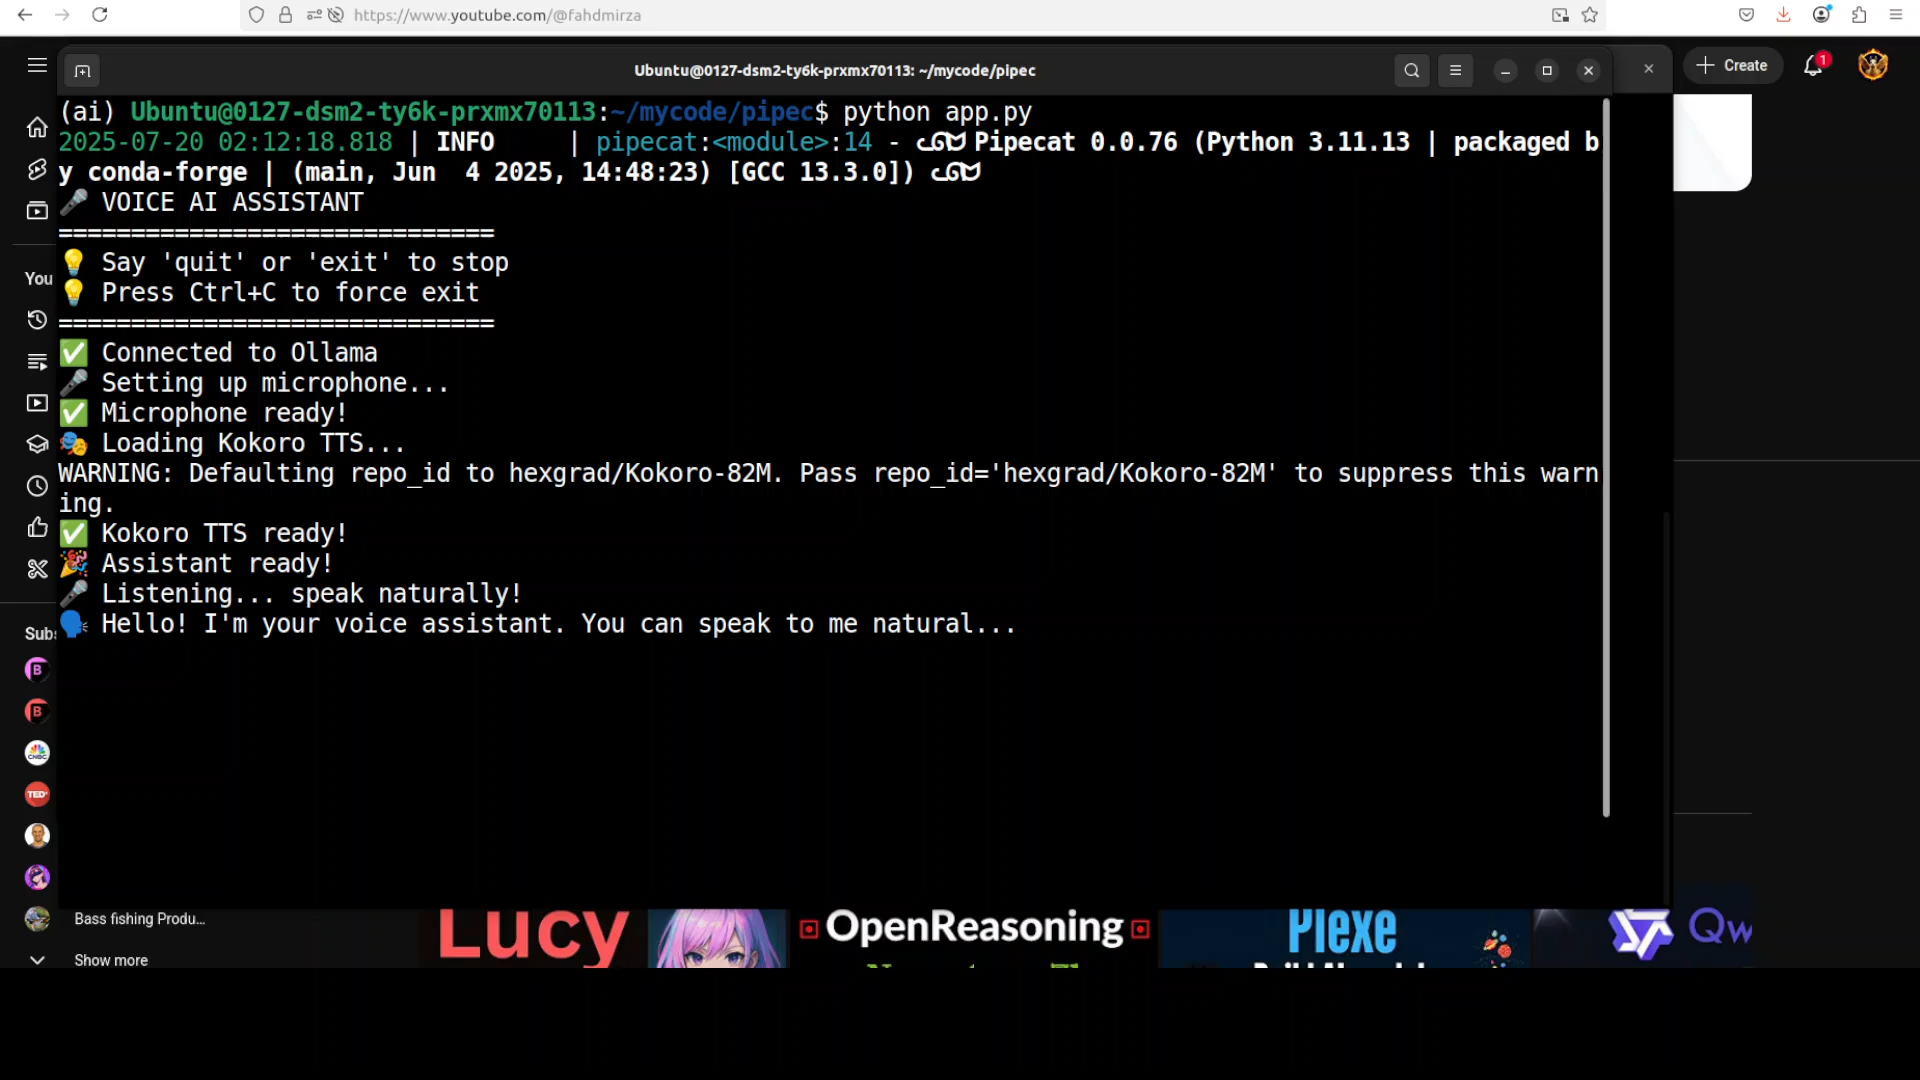 https://www.youtube.com/@fahdmirza
Ubuntu@0127-dsm2-ty6k-prxmx70113: ~/mycode/pipec
Create
1
(ai) Ubuntu@0127-dsm2-ty6k-prxmx70113:~/mycode/pipec$ python app.py
2025-07-20 02:12:18.818 | INFO     | pipecat:<module>:14 - ᓚᘏᗢ Pipecat 0.0.76 (Python 3.11.13 | packaged b
y conda-forge | (main, Jun  4 2025, 14:48:23) [GCC 13.3.0]) ᓚᘏᗢ
🎤 VOICE AI ASSISTANT
==============================
💡 Say 'quit' or 'exit' to stop
💡 Press Ctrl+C to force exit
==============================
✅ Connected to Ollama
🎤 Setting up microphone...
✅ Microphone ready!
🎭 Loading Kokoro TTS...
WARNING: Defaulting repo_id to hexgrad/Kokoro-82M. Pass repo_id='hexgrad/Kokoro-82M' to suppress this warn
ing.
✅ Kokoro TTS ready!
🎉 Assistant ready!
🎤 Listening... speak naturally!
🗣️ Hello! I'm your voice assistant. You can speak to me natural...
You
Subs
B
B
CNBC
TED
Bass fishing Produ...
Show more
Lucy
OpenReasoning
Plexe
Qw